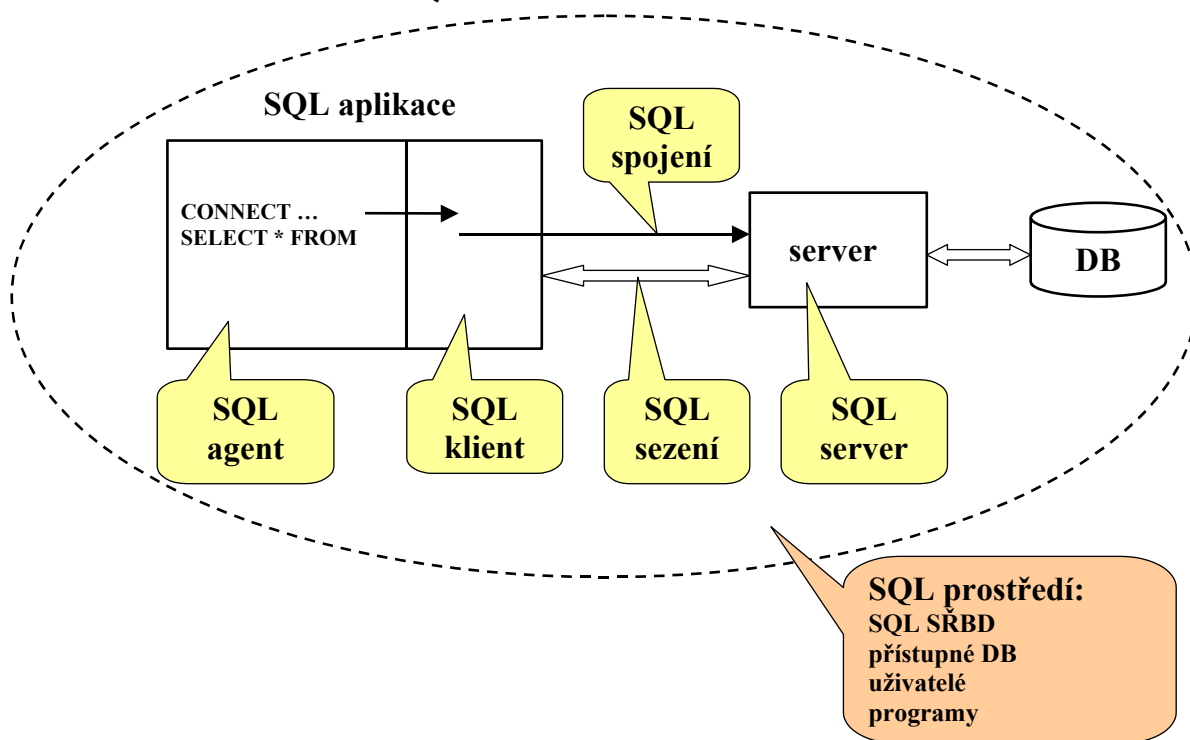 SQL aplikace
SQL
spojení
CONNECT …
SELECT * FROM
server
DB
SQL
agent
SQL
klient
SQL
sezení
SQL
server
SQL prostředí:
SQL SŘBD
přístupné DB
uživatelé
programy